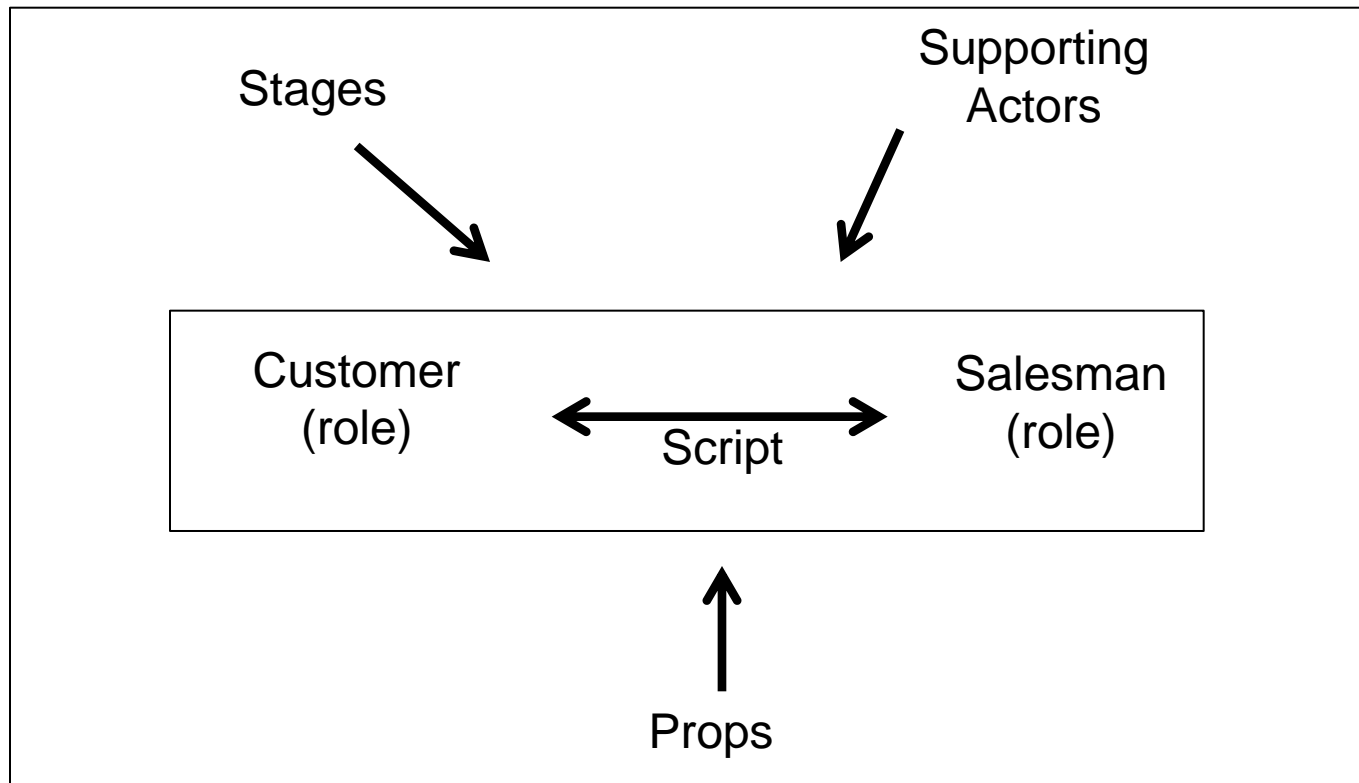 Stages
Supporting
Actors
Customer
(role)
Script
Salesman
(role)
Props